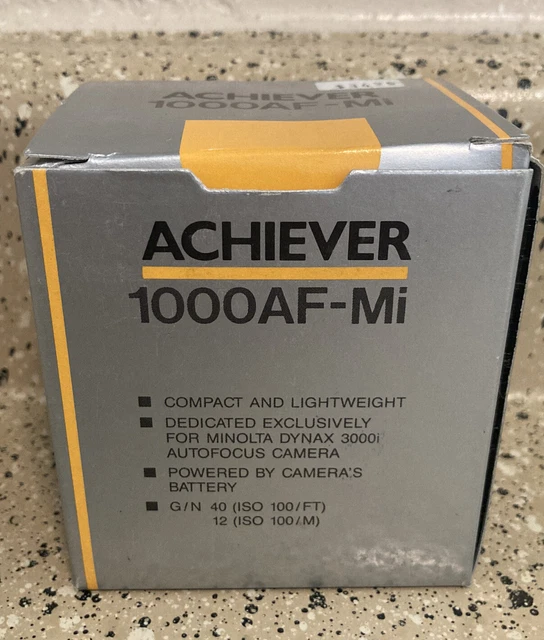 ACHIEVER
1000AF-Mi
ACHIEVER
1000AF-Mi
■ COMPACT AND LIGHTWEIGHT
■ DEDICATED EXCLUSIVELY
FOR MINOLTA DYNAX 3000i
AUTOFOCUS CAMERA
■ POWERED BY CAMERA'S
BATTERY
■ G/N 40 (ISO 100/FT)
12 (ISO 100/M)